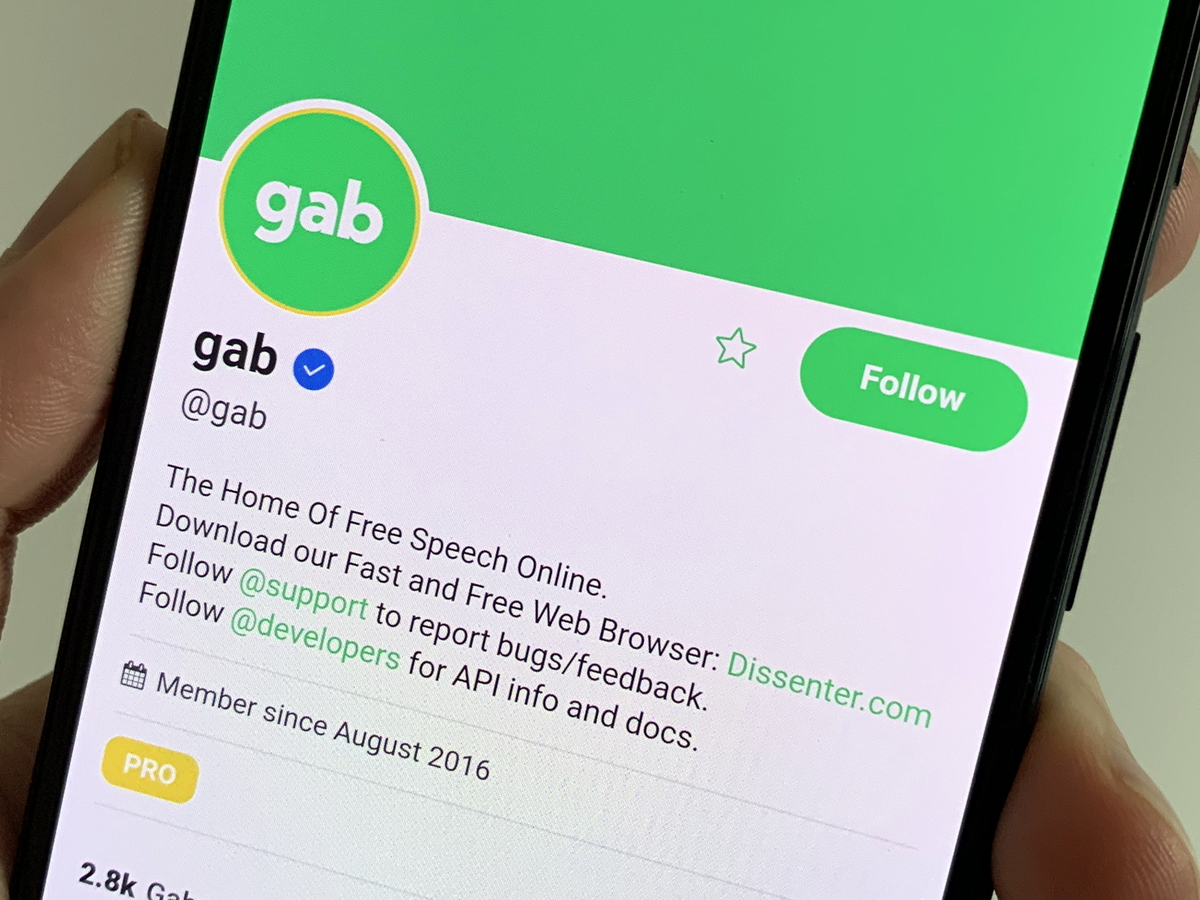 gab
gab
Follow
@gab
The Home Of Free Speech Online.
Download our Fast and Free Web Browser: Dissenter.com
Follow @support to report bugs/feedback.
Follow @developers for API info and docs.
Member since August 2016
PRO
2.8k